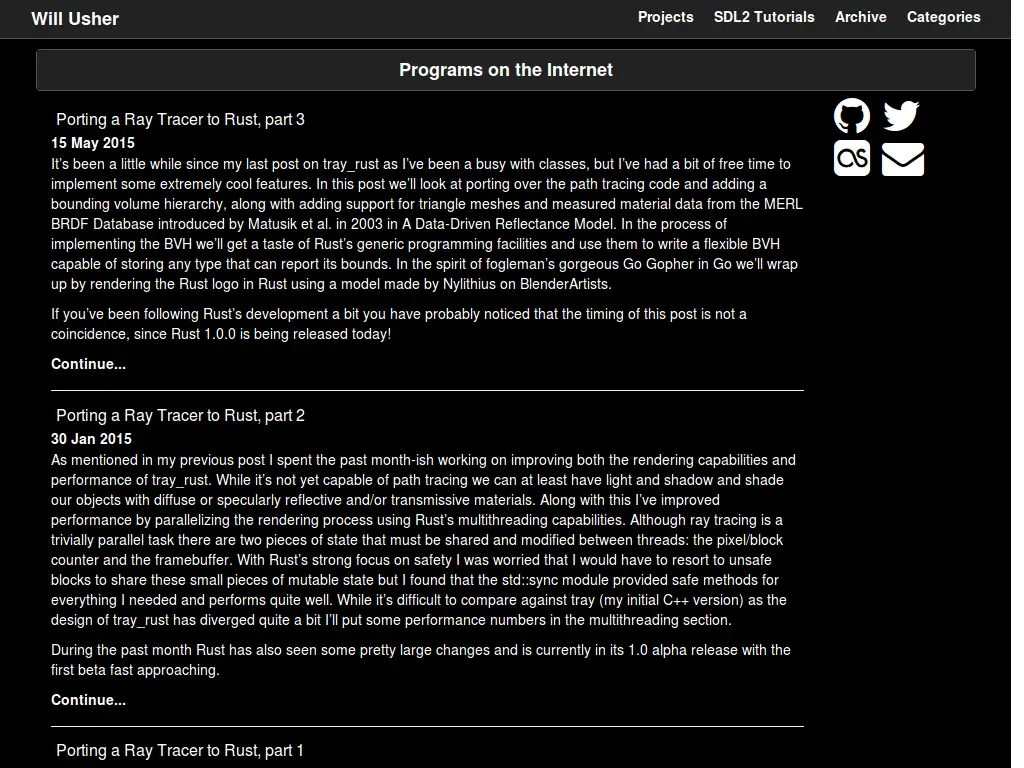 Will Usher
Projects SDL2 Tutorials Archive Categories
Programs on the Internet
Porting a Ray Tracer to Rust, part 3
15 May 2015
It’s been a little while since my last post on tray_rust as I’ve been a busy with classes, but I’ve had a bit of free time to
implement some extremely cool features. In this post we’ll look at porting over the path tracing code and adding a
bounding volume hierarchy, along with adding support for triangle meshes and measured material data from the MERL
BRDF Database introduced by Matusik et al. in 2003 in A Data-Driven Reflectance Model. In the process of
implementing the BVH we’ll get a taste of Rust’s generic programming facilities and use them to write a flexible BVH
capable of storing any type that can report its bounds. In the spirit of fogleman’s gorgeous Go Gopher in Go we’ll wrap
up by rendering the Rust logo in Rust using a model made by Nylithius on BlenderArtists.
If you’ve been following Rust’s development a bit you have probably noticed that the timing of this post is not a
coincidence, since Rust 1.0.0 is being released today!
Continue...
Porting a Ray Tracer to Rust, part 2
30 Jan 2015
As mentioned in my previous post I spent the past month-ish working on improving both the rendering capabilities and
performance of tray_rust. While it’s not yet capable of path tracing we can at least have light and shadow and shade
our objects with diffuse or specularly reflective and/or transmissive materials. Along with this I’ve improved
performance by parallelizing the rendering process using Rust’s multithreading capabilities. Although ray tracing is a
trivially parallel task there are two pieces of state that must be shared and modified between threads: the pixel/block
counter and the framebuffer. With Rust’s strong focus on safety I was worried that I would have to resort to unsafe
blocks to share these small pieces of mutable state but I found that the std::sync module provided safe methods for
everything I needed and performs quite well. While it’s difficult to compare against tray (my initial C++ version) as the
design of tray_rust has diverged quite a bit I’ll put some performance numbers in the multithreading section.
During the past month Rust has also seen some pretty large changes and is currently in its 1.0 alpha release with the
first beta fast approaching.
Continue...
Porting a Ray Tracer to Rust, part 1